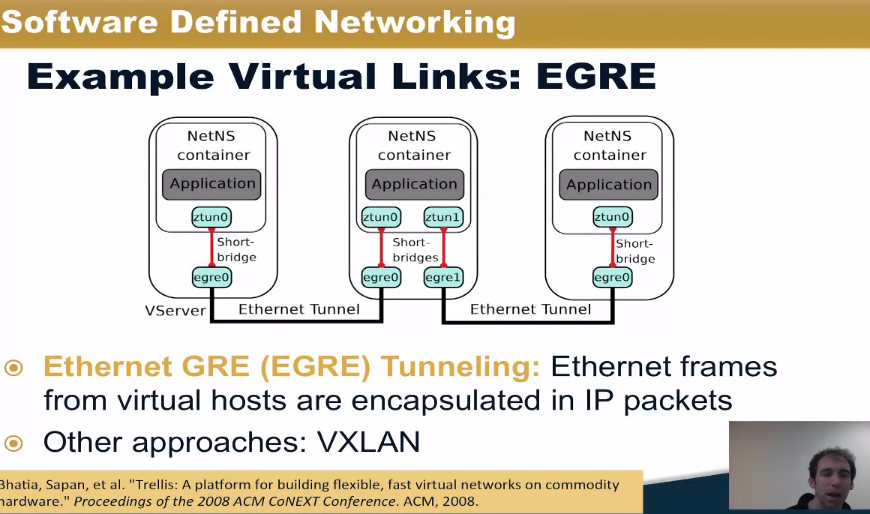 Software Defined Networking
Example Virtual Links: EGRE
NetNS container
Application
ztun0
Short-bridge
egre0
VServer
Ethernet Tunnel
NetNS container
Application
ztun0 ztun1
Short-bridges
egre0 egre1
Ethernet Tunnel
NetNS container
Application
ztun0
Short-bridge
egre0
Ethernet GRE (EGRE) Tunneling: Ethernet frames
from virtual hosts are encapsulated in IP packets
Other approaches: VXLAN
Bhatia, Sapan, et al. "Trellis: A platform for building flexible, fast virtual networks on commodity
hardware." Proceedings of the 2008 ACM CoNEXT Conference. ACM, 2008.